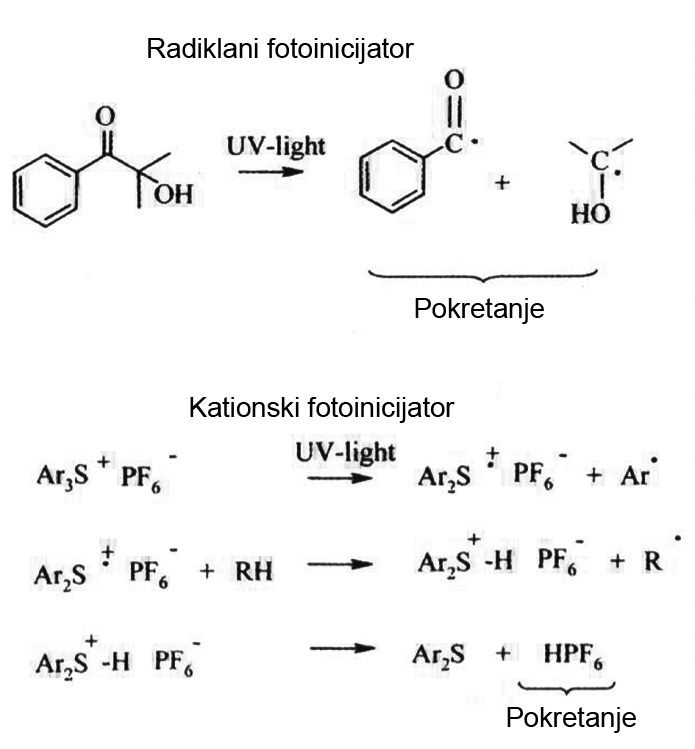 Radiklani fotoinicijator
O
UV-light
OH
O
C·
+
C·
HO
Pokretanje
Kationski fotoinicijator
UV-light
Ar₃S⁺ PF₆⁻ → Ar₂S⁺· PF₆⁻ + Ar·
Ar₂S⁺· PF₆⁻ + RH → Ar₂S⁺-H PF₆⁻ + R·
Ar₂S⁺-H PF₆⁻ → Ar₂S + HPF₆
Pokretanje